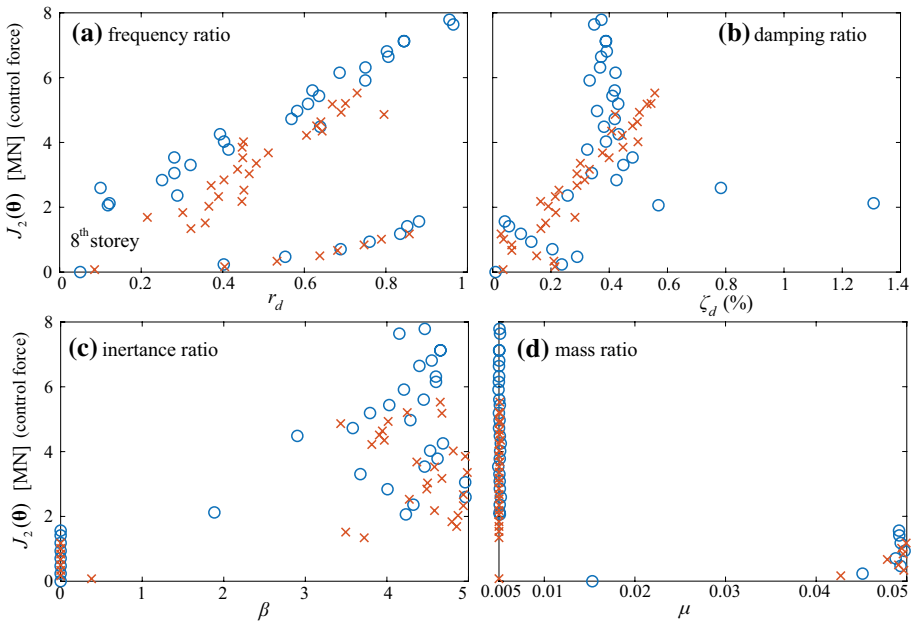 (a) frequency ratio
(b) damping ratio
J₂(θ) [MN] (control force)
8
6
4
2
0
8th storey
0 0.2 0.4 0.6 0.8 1
r_d
0 0.2 0.4 0.6 0.8 1 1.2 1.4
ζ_d (%)
(c) inertance ratio
(d) mass ratio
J₂(θ) [MN] (control force)
8
6
4
2
0
0 1 2 3 4 5
β
0.005 0.01 0.02 0.03 0.04 0.05
μ